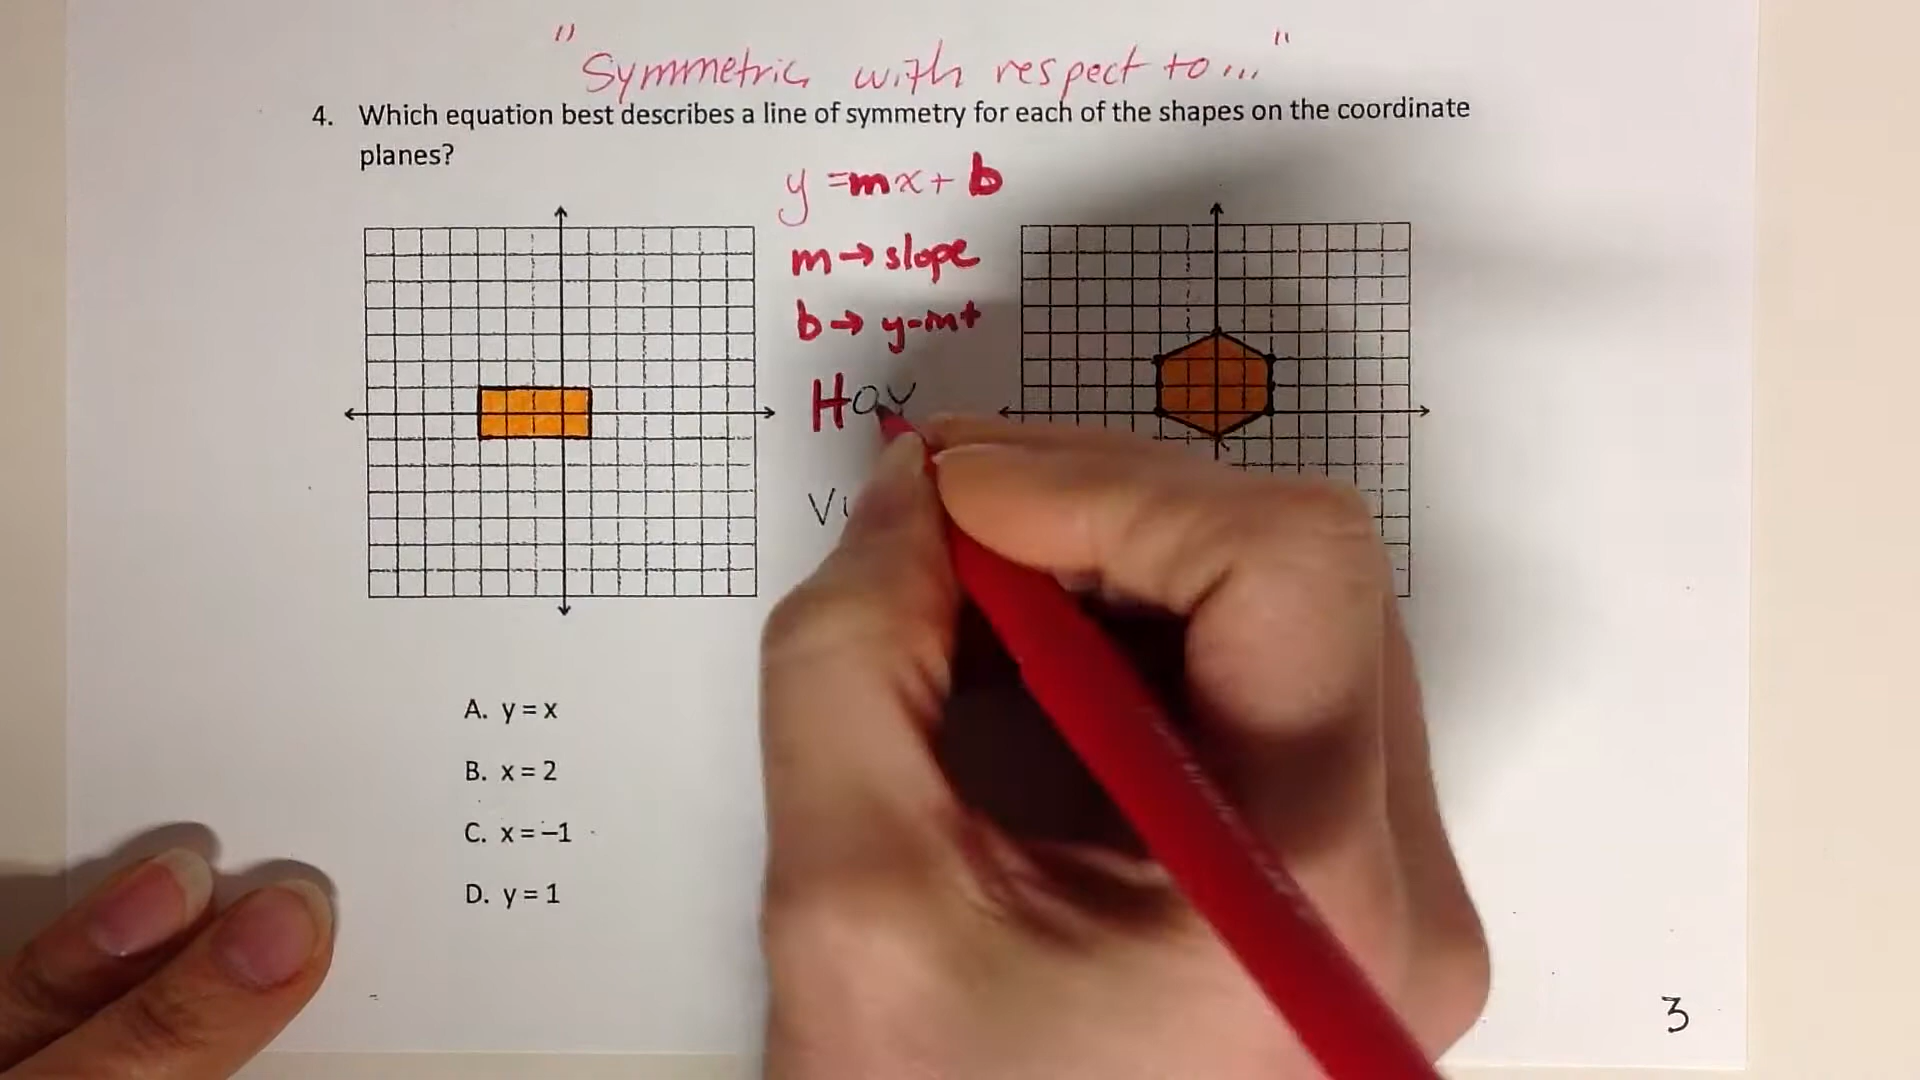 "Symmetric with respect to..."
4. Which equation best describes a line of symmetry for each of the shapes on the coordinate
planes?
y = mx + b
m → slope
b → y-int
A. y = x
B. x = 2
C. x = –1
D. y = 1
3